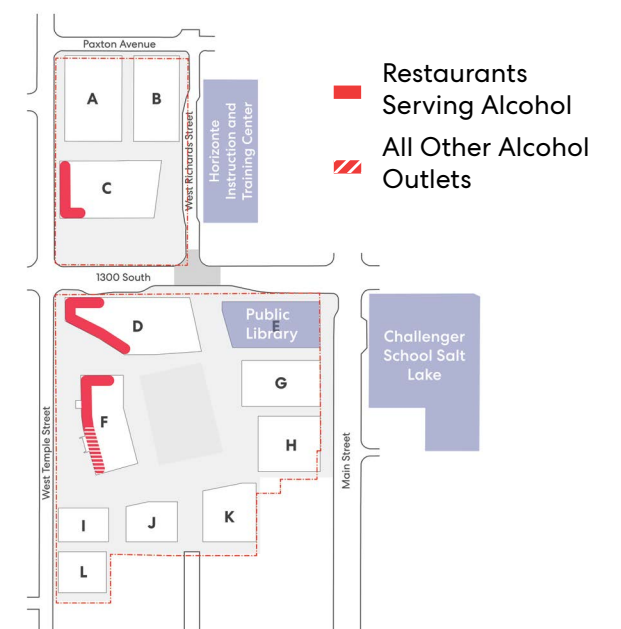 Paxton Avenue
A
B
Horizonte
Instruction and
Training Center
West Richards Street
C
Restaurants
Serving Alcohol
All Other Alcohol
Outlets
1300 South
D
Public
Library
E
Challenger
School Salt
Lake
G
F
H
West Temple Street
Main Street
I
J
K
L